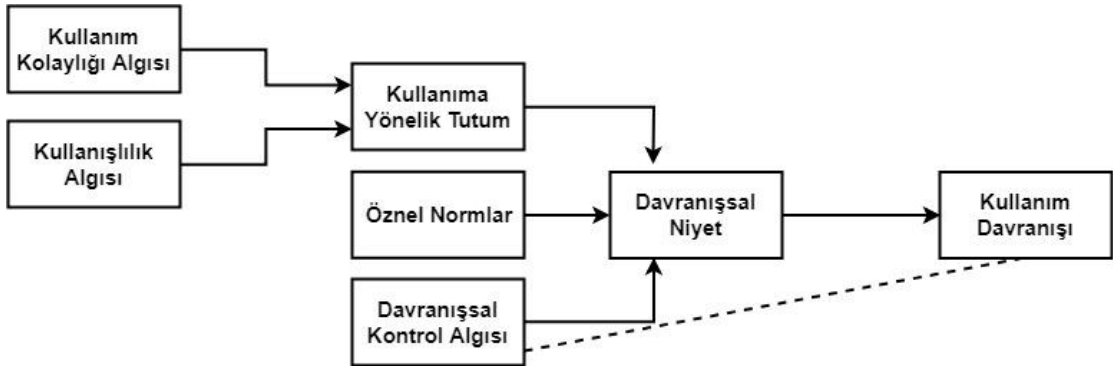 Kullanım
Kolaylığı Algısı
Kullanışlılık
Algısı
Kullanıma
Yönelik Tutum
Öznel Normlar
Davranışsal
Kontrol Algısı
Davranışsal
Niyet
Kullanım
Davranışı